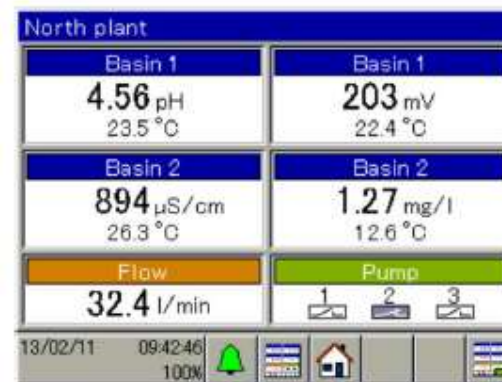 North plant
Basin 1
4.56 pH
23.5 °C
Basin 1
203 mV
22.4 °C
Basin 2
894 µS/cm
26.3 °C
Basin 2
1.27 mg/l
12.6 °C
Flow
32.4 l/min
Pump
1 2 3
13/02/11 09:42:46
100%